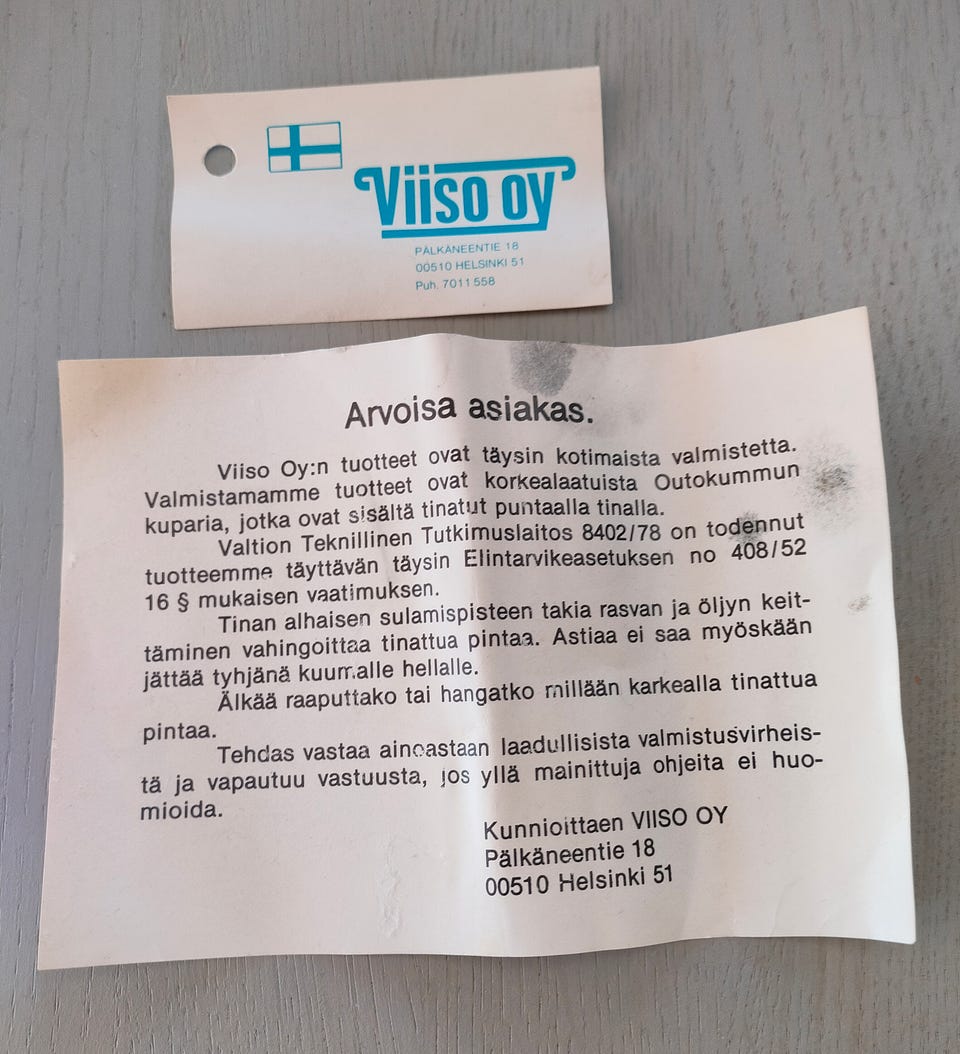 Viiso oy
PÄLKÄNEENTIE 18
00510 HELSINKI 51
Puh. 7011558
Arvoisa asiakas.
Viiso Oy:n tuotteet ovat täysin kotimaista valmistetta.
Valmistamamme tuotteet ovat korkealaatuista Outokummun
kuparia, jotka ovat sisältä tinatut puntaalla tinalla.
Valtion Teknillinen Tutkimuslaitos 8402/78 on todennut
tuotteemme täyttävän täysin Elintarvikeasetuksen no 408/52
16 § mukaisen vaatimuksen.
Tinan alhaisen sulamispisteen takia rasvan ja öljyn keit-
täminen vahingoittaa tinattua pintaa. Astiaa ei saa myöskään
jättää tyhjänä kuumalle hellalle.
Älkää raaputtako tai hangatko millään karkealla tinattua
pintaa.
Tehdas vastaa ainoastaan laadullisista valmistusvirheis-
tä ja vapautuu vastuusta, jos yllä mainittuja ohjeita ei huo-
mioida.
Kunnioittaen VIISO OY
Pälkäneentie 18
00510 Helsinki 51